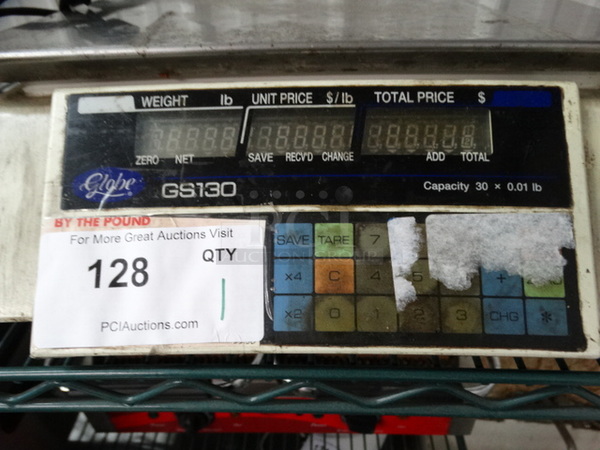 WEIGHT lb UNIT PRICE $/lb TOTAL PRICE $
ZERO NET SAVE RECV'D CHANGE ADD TOTAL
Globe GS130 Capacity 30 × 0.01 lb
BY THE POUND
For More Great Auctions Visit
128 QTY
1
PCIAuctions.com
SAVE TARE 7
x4 C 4 5 +
x2 0 1 2 3 CHG *